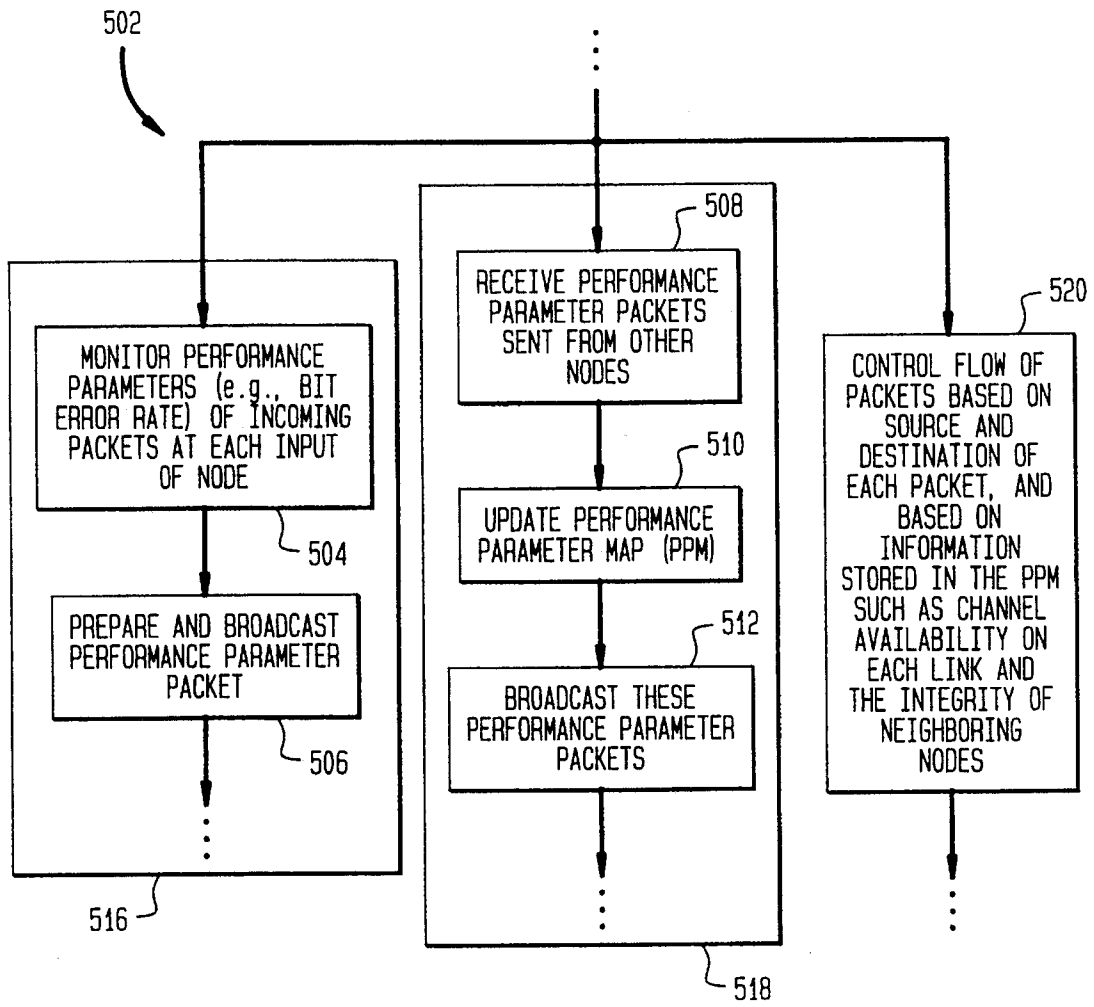 502
508
RECEIVE PERFORMANCE
PARAMETER PACKETS
SENT FROM OTHER
NODES
520
MONITOR PERFORMANCE
PARAMETERS (e.g., BIT
ERROR RATE) OF INCOMING
PACKETS AT EACH INPUT
OF NODE
504
CONTROL FLOW OF
PACKETS BASED ON
SOURCE AND
DESTINATION OF
EACH PACKET, AND
BASED ON
INFORMATION
STORED IN THE PPM
SUCH AS CHANNEL
AVAILABILITY ON
EACH LINK AND
THE INTEGRITY OF
NEIGHBORING
NODES
510
UPDATE PERFORMANCE
PARAMETER MAP (PPM)
PREPARE AND BROADCAST
PERFORMANCE PARAMETER
PACKET
506
512
BROADCAST THESE
PERFORMANCE PARAMETER
PACKETS
516
518